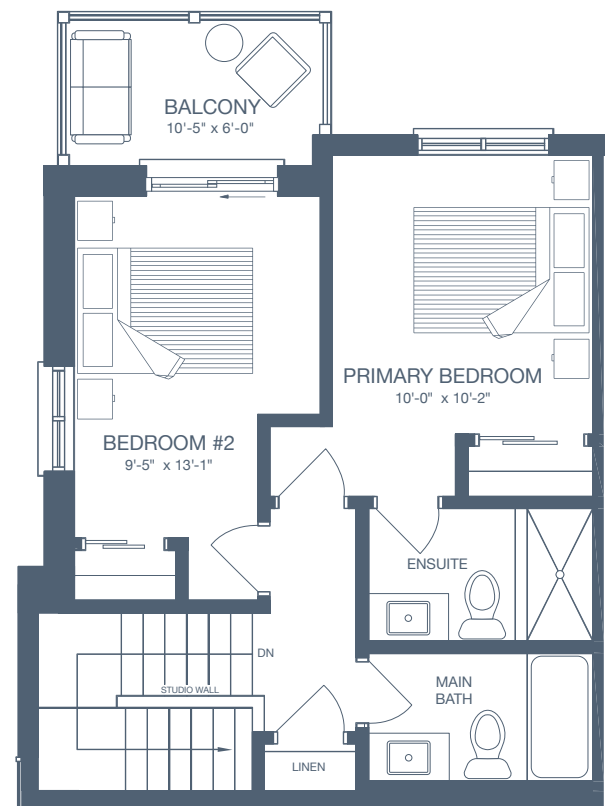 BALCONY
10'-5" x 6'-0"
PRIMARY BEDROOM
10'-0" x 10'-2"
BEDROOM #2
9'-5" x 13'-1"
ENSUITE
DN
STUDIO WALL
MAIN
BATH
LINEN